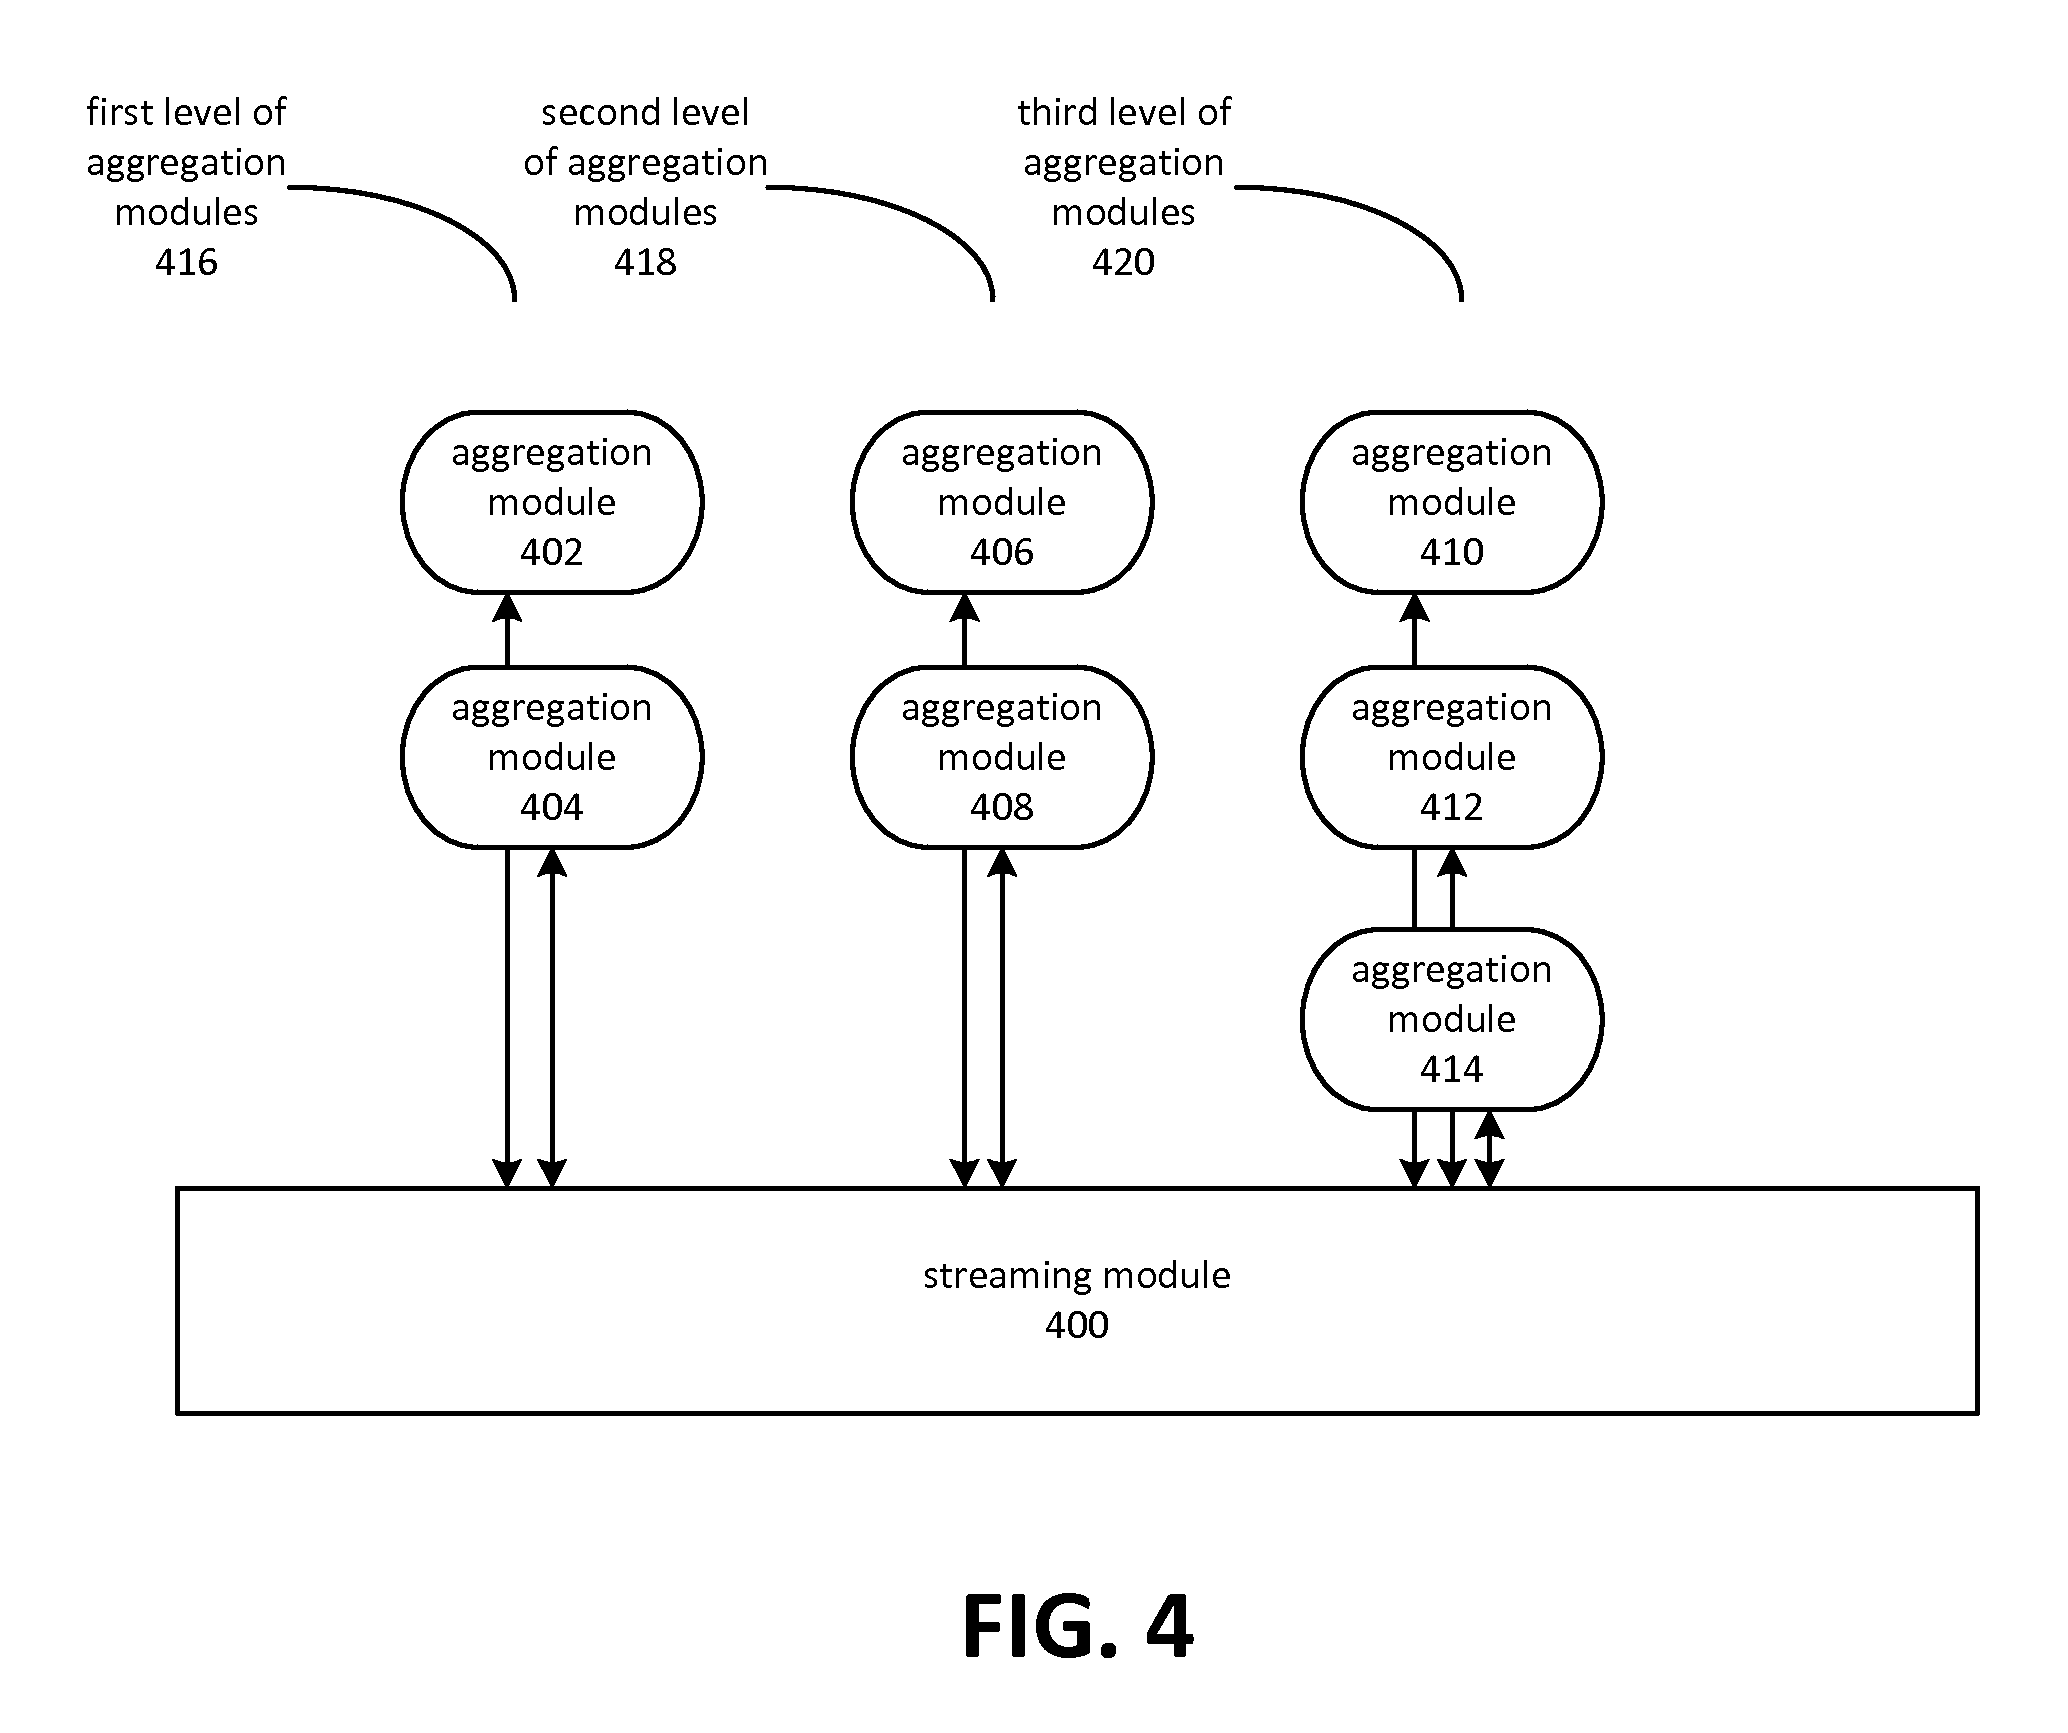 first level of
aggregation
modules
416
second level
of aggregation
modules
418
third level of
aggregation
modules
420
aggregation
module
402
aggregation
module
406
aggregation
module
410
aggregation
module
404
aggregation
module
408
aggregation
module
412
aggregation
module
414
streaming module
400
FIG. 4